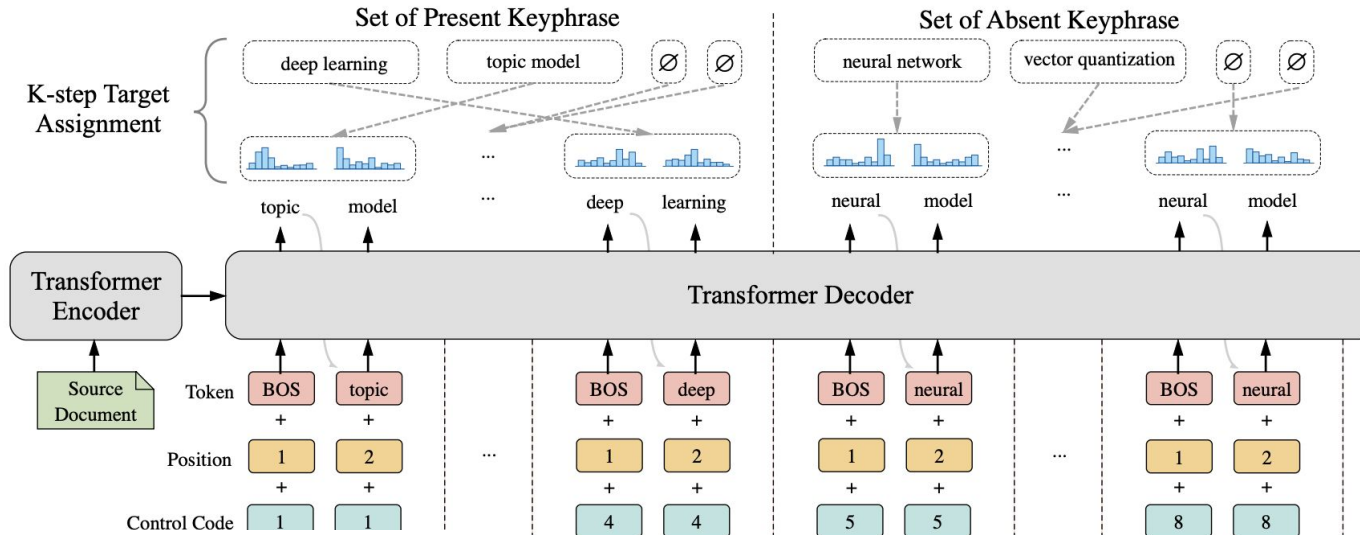 Set of Present Keyphrase Set of Absent Keyphrase
deep learning topic model ∅ ∅ neural network vector quantization ∅ ∅
K-step Target
Assignment
... ...
topic model ... deep learning neural model ... neural model
Transformer
Encoder
Transformer Decoder
Source
Document
Token BOS topic BOS deep BOS neural BOS neural
+ + + + + + + +
Position 1 2 ... 1 2 1 2 ... 1 2
+ + + + + + + +
Control Code 1 1 4 4 5 5 8 8